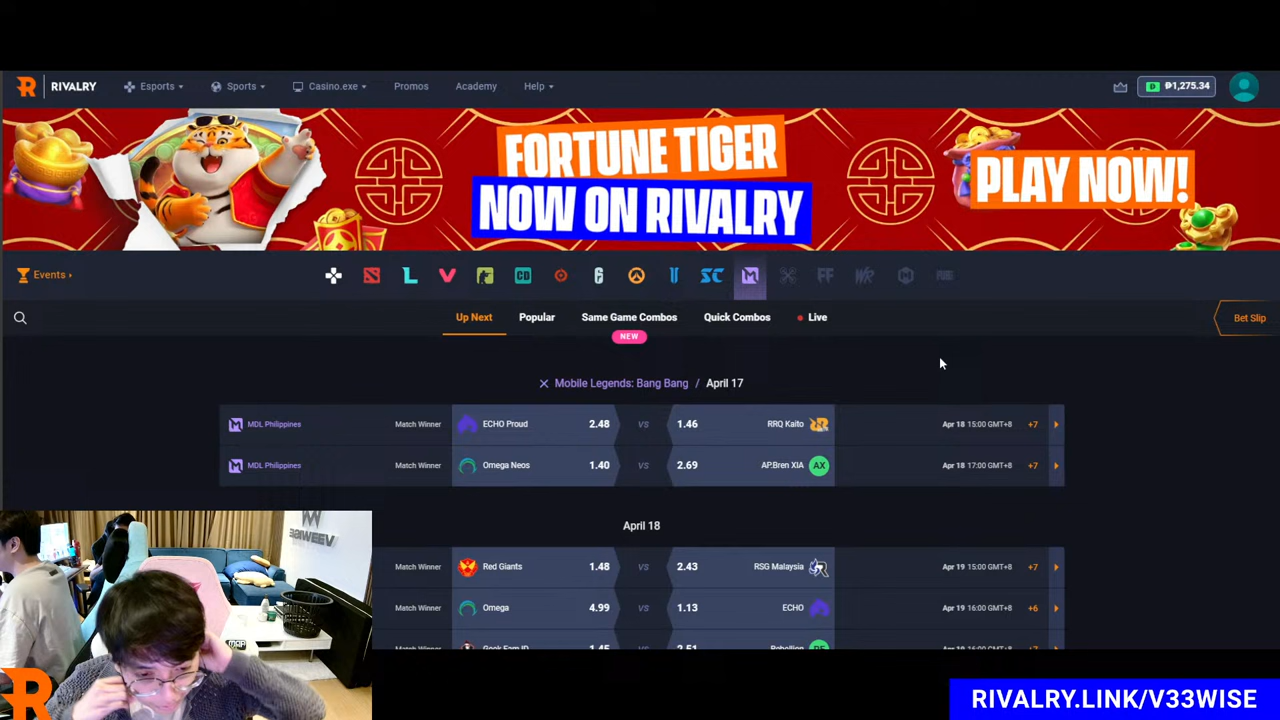 RIVALRY
Esports
Sports
Casino.exe
Promos
Academy
Help
₱1,275.34
FORTUNE TIGER
NOW ON RIVALRY
PLAY NOW!
Events
Up Next
Popular
Same Game Combos
Quick Combos
Live
Bet Slip
NEW
Mobile Legends: Bang Bang / April 17
MDL Philippines Match Winner ECHO Proud 2.48 VS 1.46 RRQ Kaito Apr 18 15:00 GMT+8 +7
MDL Philippines Match Winner Omega Neos 1.40 VS 2.69 AP.Bren XIA AX Apr 18 17:00 GMT+8 +7
April 18
Match Winner Red Giants 1.48 VS 2.43 RSG Malaysia Apr 19 15:00 GMT+8 +7
Match Winner Omega 4.99 VS 1.13 ECHO Apr 19 16:00 GMT+8 +6
RIVALRY.LINK/V33WISE